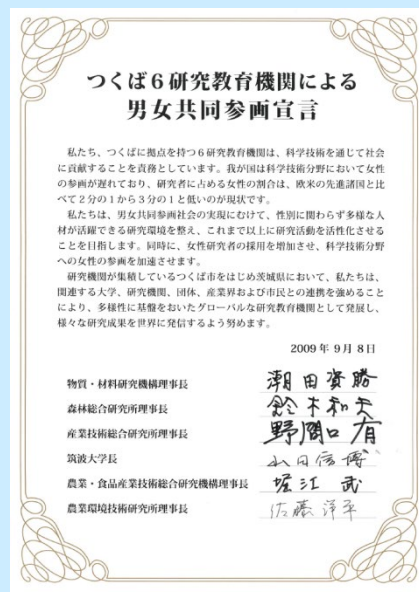 つくば6研究教育機関による
男女共同参画宣言
私たち、つくばに拠点を持つ6研究教育機関は、科学技術を通じて社会
に貢献することを責務としています。我が国は科学技術分野において女性
の参画が遅れており、研究者に占める女性の割合は、欧米の先進諸国と比
べて2分の1から3分の1と低いのが現状です。
私たちは、男女共同参画社会の実現にむけて、性別に関わらず多様な人
材が活躍できる研究環境を整え、これまで以上に研究活動を活性化させる
ことを目指します。同時に、女性研究者の採用を増加させ、科学技術分野
への女性の参画を加速させます。
研究機関が集積しているつくば市をはじめ茨城県において、私たちは、
関連する大学、研究機関、団体、産業界および市民との連携を強めること
により、多様性に基盤をおいたグローバルな研究教育機関として発展し、
様々な研究成果を世界に発信するよう努めます。
2009年9月8日
物質・材料研究機構理事長 潮田資勝
森林総合研究所理事長 鈴木和夫
産業技術総合研究所理事長 野間口有
筑波大学長 山田信博
農業・食品産業技術総合研究機構理事長 堀江武
農業環境技術研究所理事長 佐藤洋平